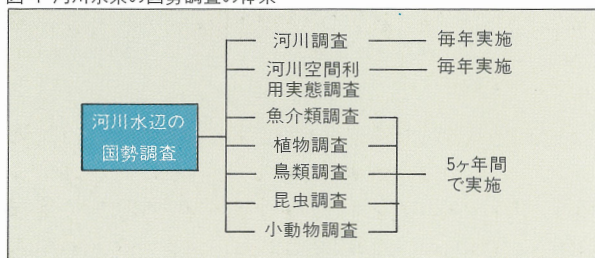 河川調査 毎年実施
河川空間利 毎年実施
用実態調査
河川水辺の
国勢調査
魚介類調査
植物調査
鳥類調査
昆虫調査
小動物調査
5ヶ年間
で実施